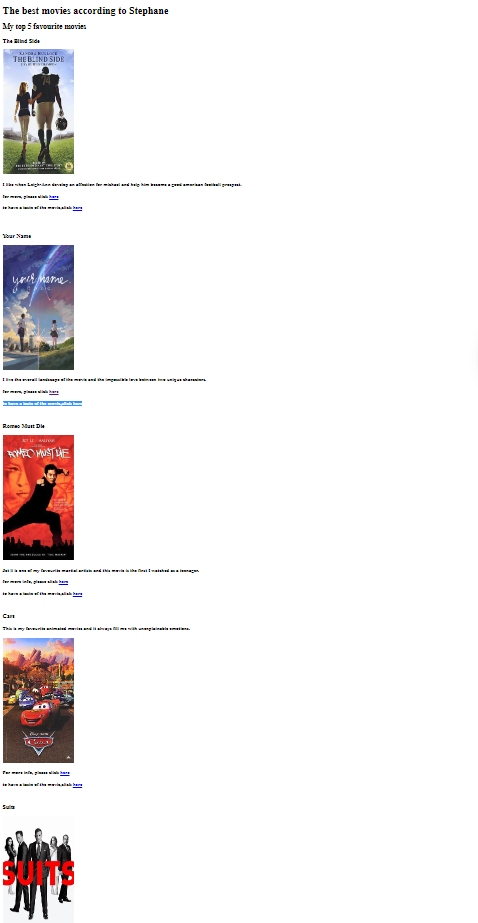 The best movies according to Stephane
My top 5 favourite movies
The Blind Side
SANDRA BULLOCK
THE BLIND SIDE
I like when Leigh-Ann develop an affection for michael and help him become a good american football prospect.
for more, please click here
to have a taste of the movie,click here
Your Name
your name.
I live the overall landscape of the movie and the impossible love between two unique characters.
for more, please click here
to have a taste of the movie,click here
Romeo Must Die
JET LI AALIYAH
ROMEO MUST DIE
Jet li is one of my favourite martial artists and this movie is the first I watched as a teenager.
for more info, please click here
to have a taste of the movie,click here
Cars
This is my favourite animated movies and it always fill me with unexplainable emotions.
Cars
For more info, please click here
to have a taste of the movie,click here
Suits
SUITS